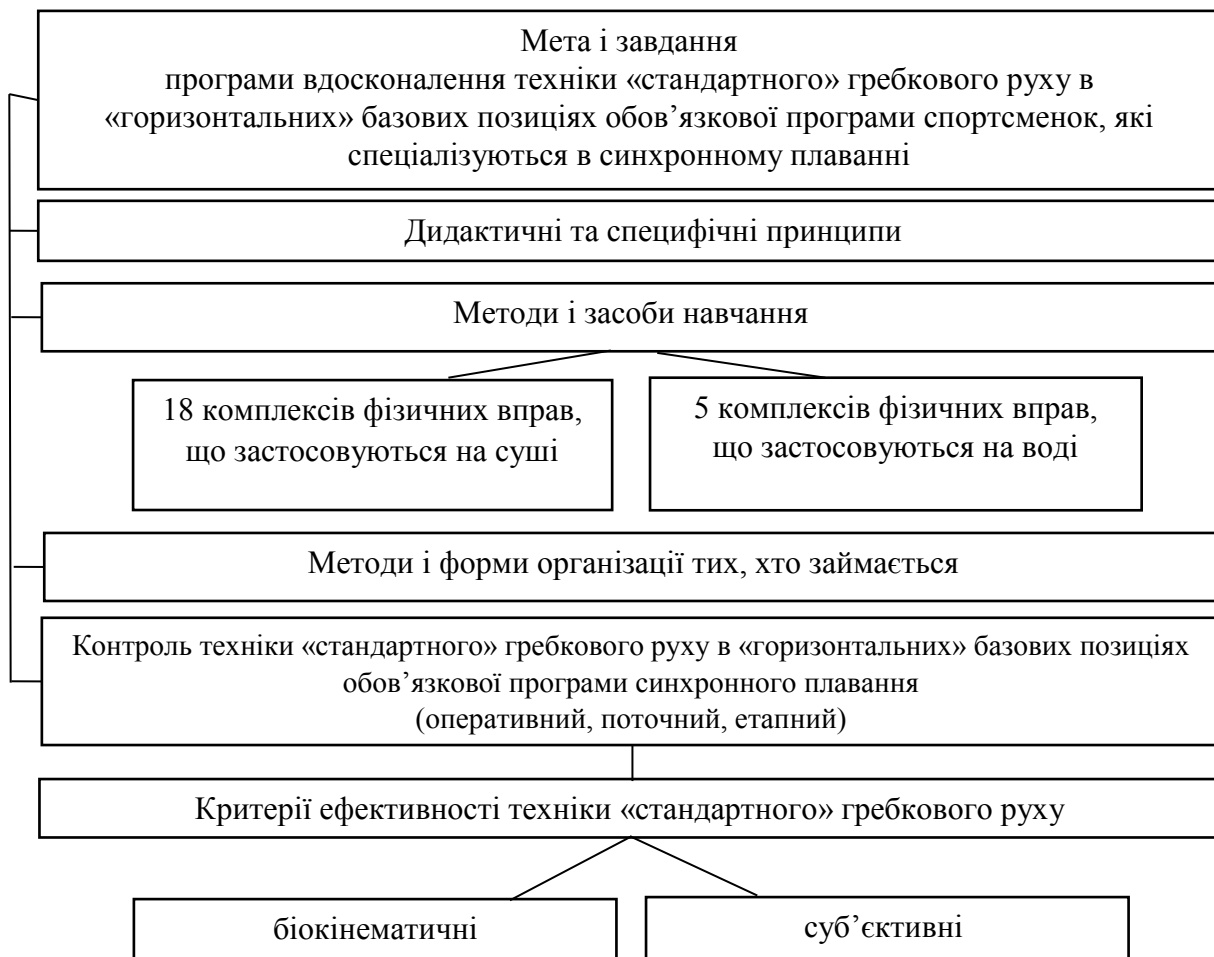 Мета і завдання
програми вдосконалення техніки «стандартного» гребкового руху в
«горизонтальних» базових позиціях обов’язкової програми спортсменок, які
спеціалізуються в синхронному плаванні
Дидактичні та специфічні принципи
Методи і засоби навчання
18 комплексів фізичних вправ,
що застосовуються на суші
5 комплексів фізичних вправ,
що застосовуються на воді
Методи і форми організації тих, хто займається
Контроль техніки «стандартного» гребкового руху в «горизонтальних» базових позиціях
обов’язкової програми синхронного плавання
(оперативний, поточний, етапний)
Критерії ефективності техніки «стандартного» гребкового руху
біокінематичні
суб’єктивні